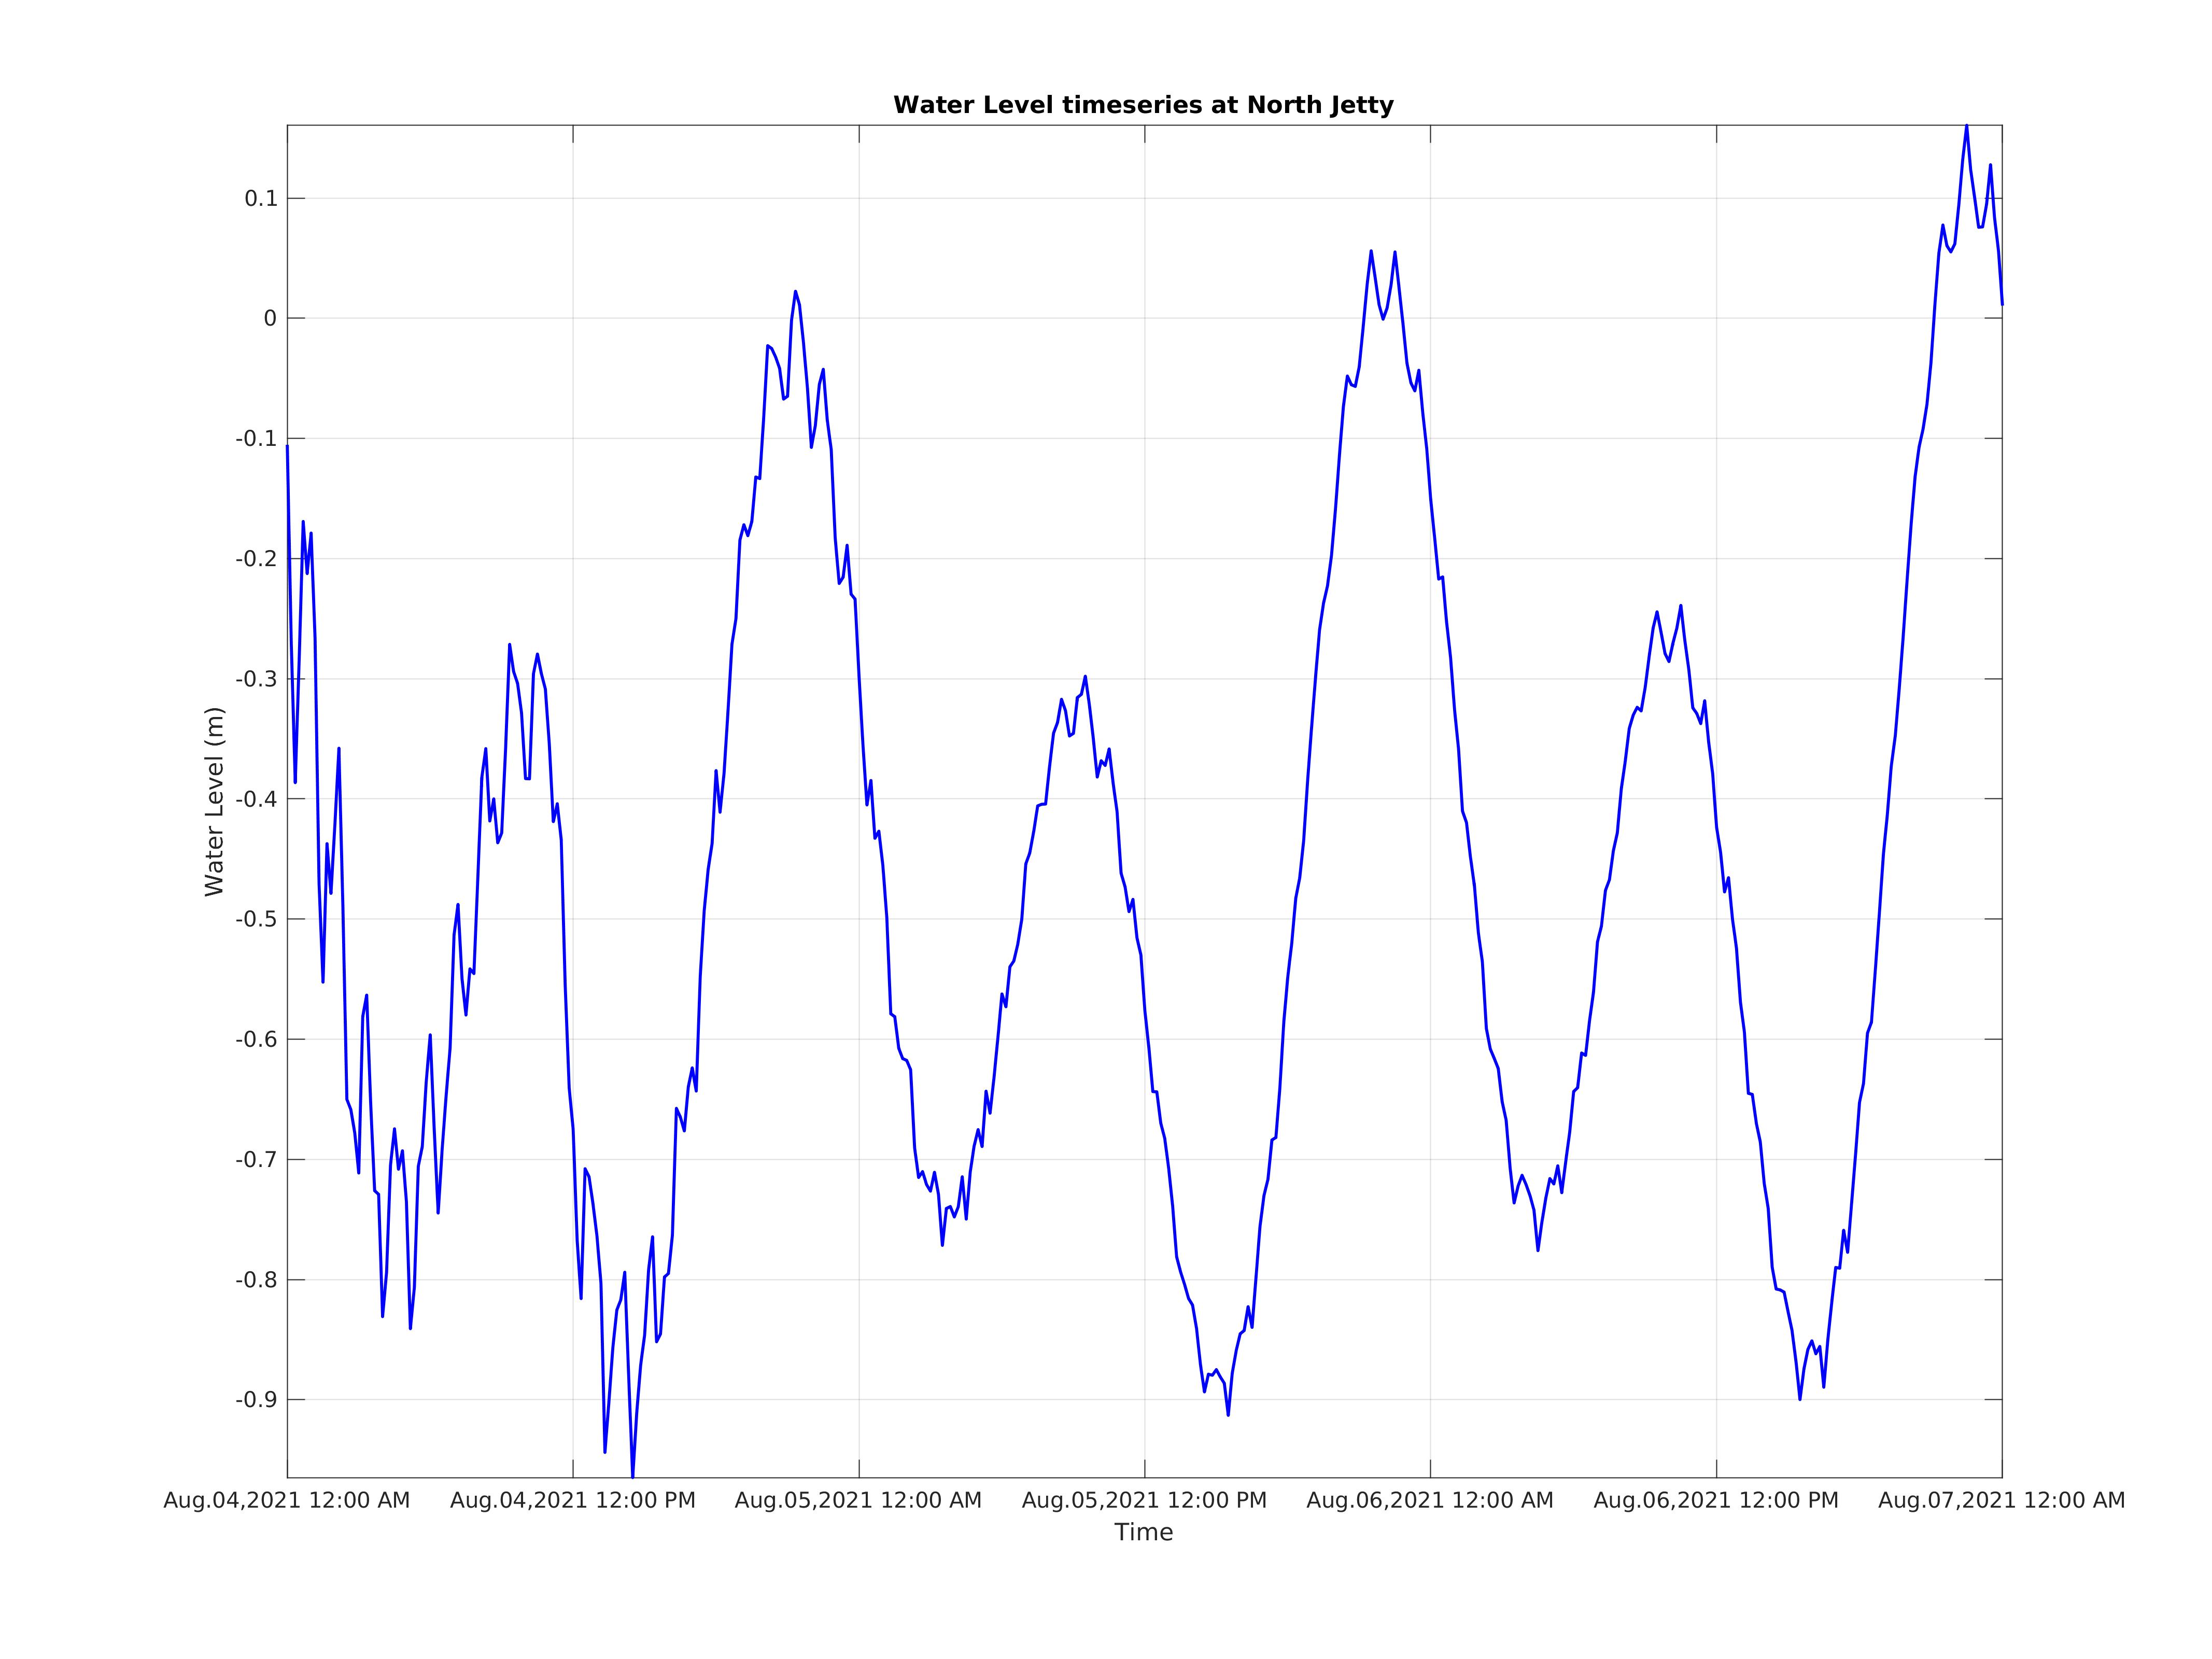 Water Level timeseries at North Jetty
0.1
0
-0.1
-0.2
-0.3
-0.4
-0.5
-0.6
-0.7
-0.8
-0.9
Water Level (m)
Aug.04,2021 12:00 AM Aug.04,2021 12:00 PM Aug.05,2021 12:00 AM Aug.05,2021 12:00 PM Aug.06,2021 12:00 AM Aug.06,2021 12:00 PM Aug.07,2021 12:00 AM
Time